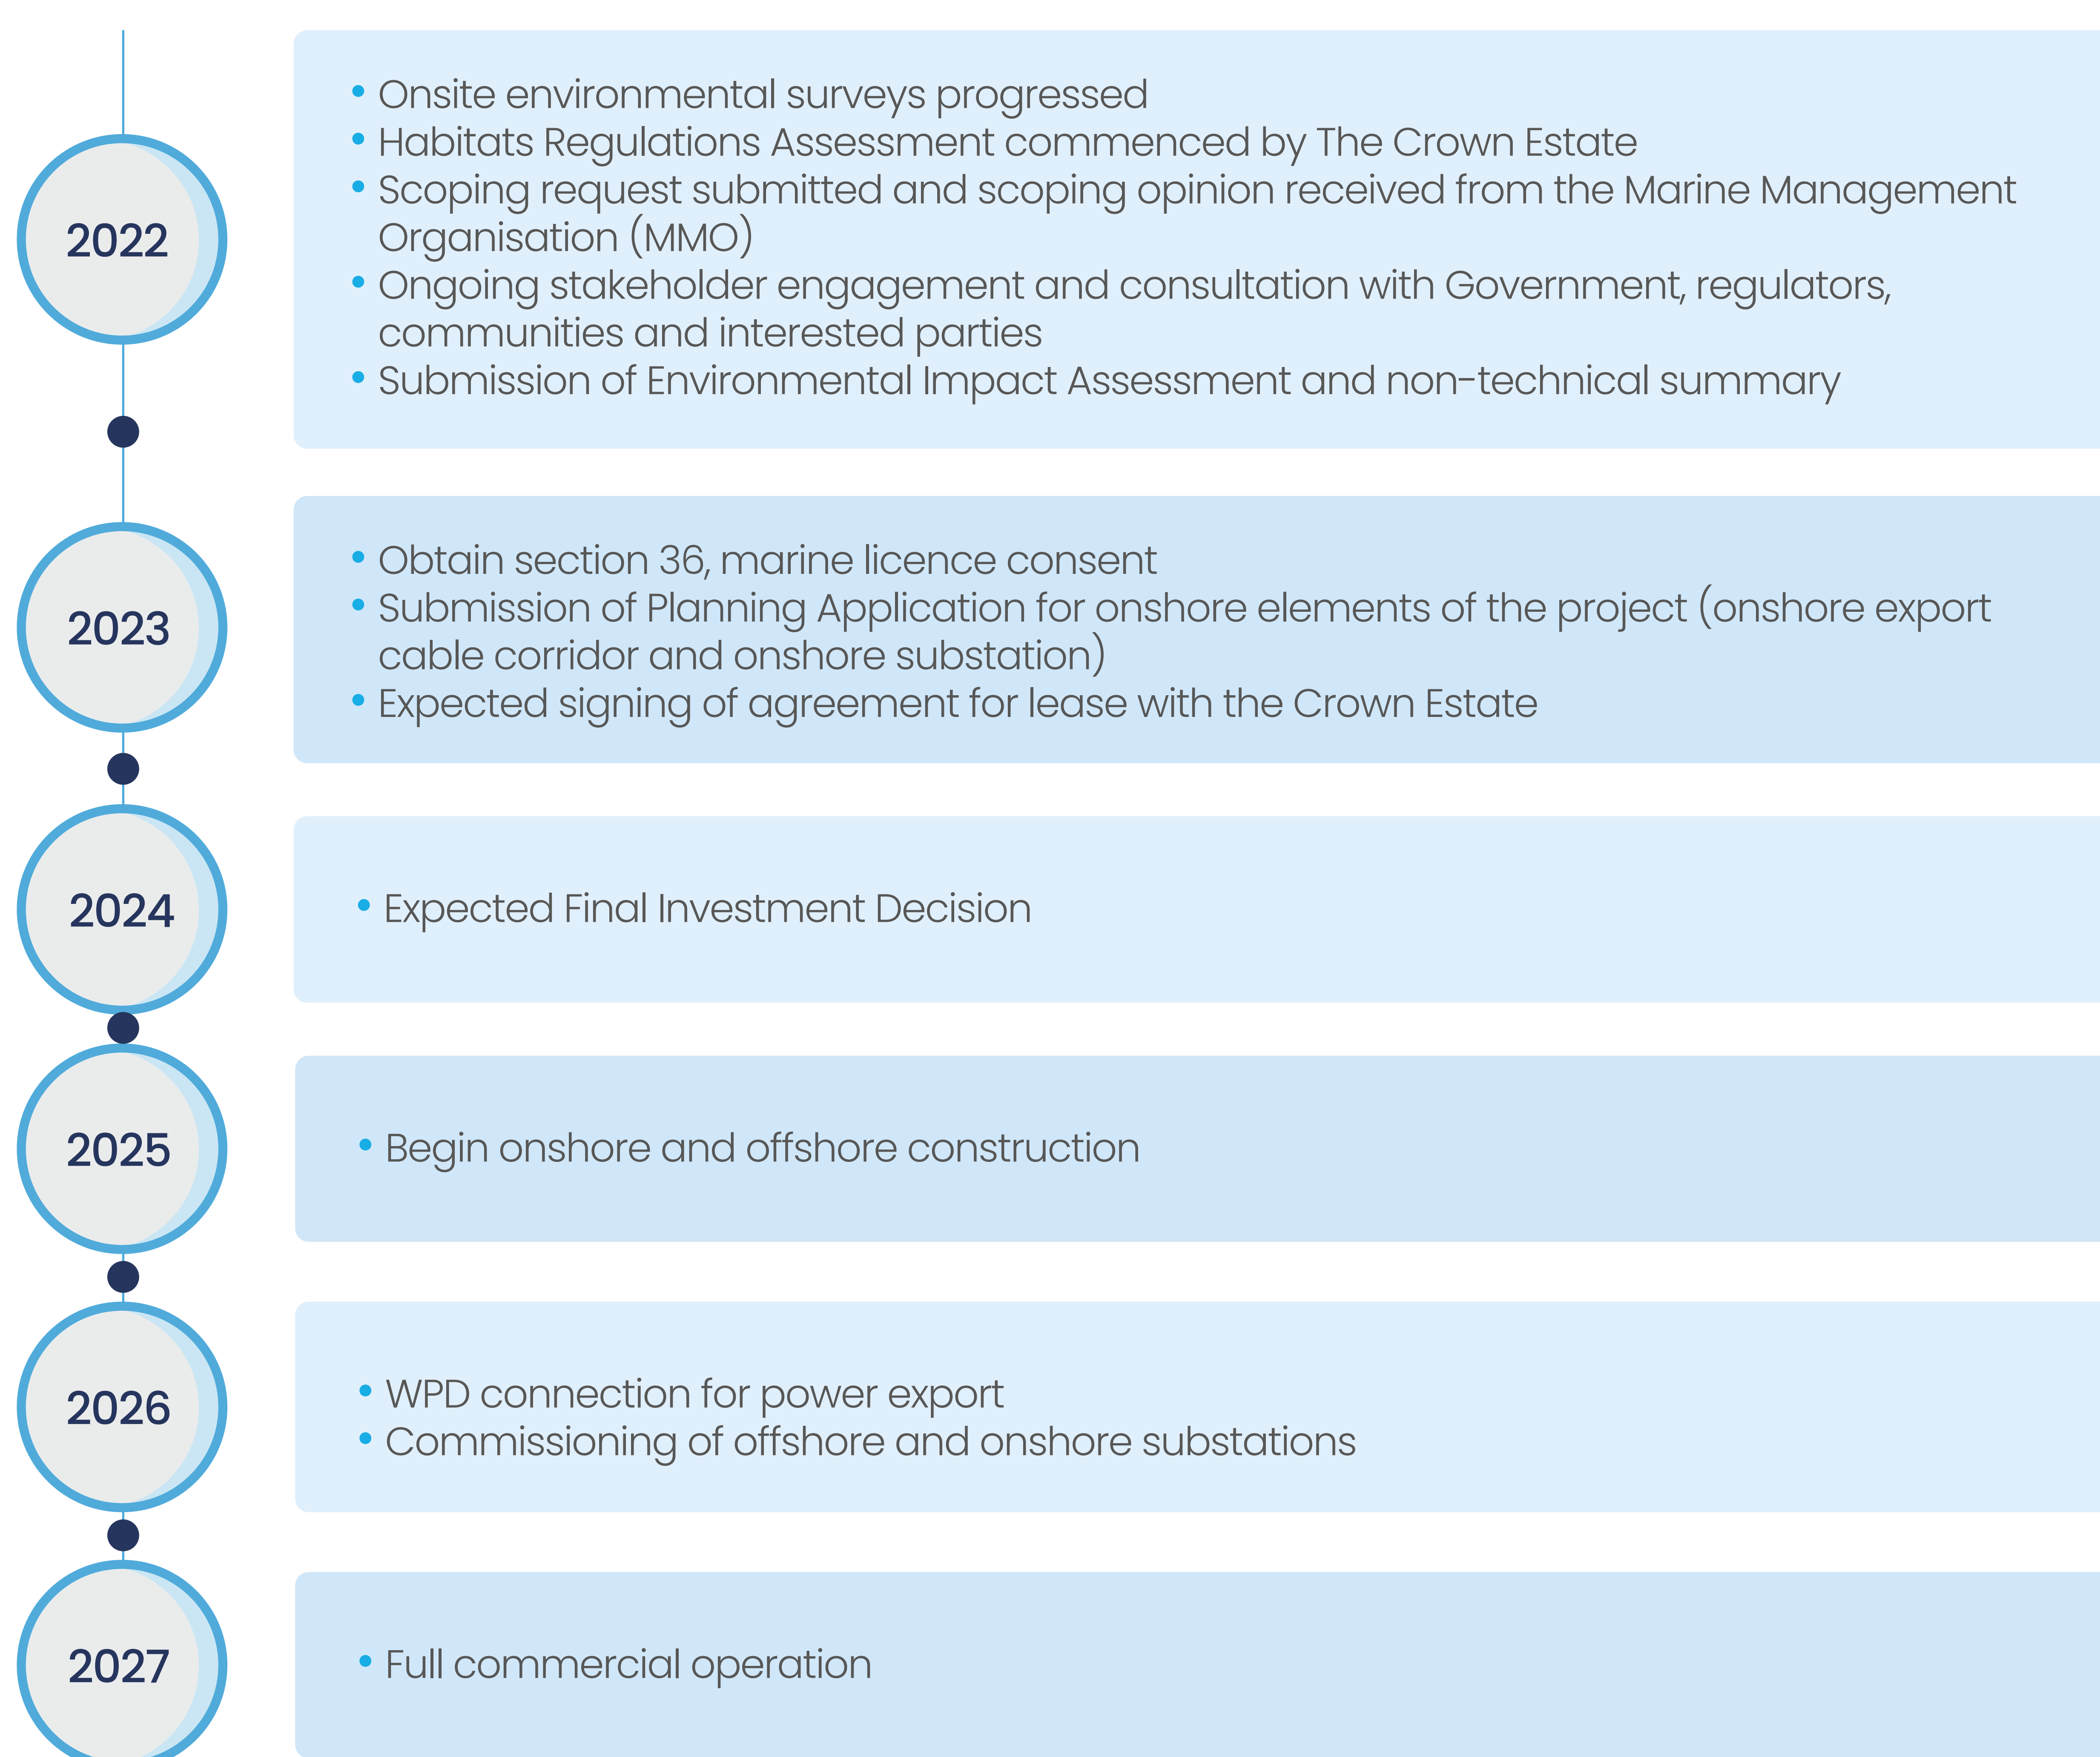 2022
• Onsite environmental surveys progressed
• Habitats Regulations Assessment commenced by The Crown Estate
• Scoping request submitted and scoping opinion received from the Marine Management
Organisation (MMO)
• Ongoing stakeholder engagement and consultation with Government, regulators,
communities and interested parties
• Submission of Environmental Impact Assessment and non-technical summary
2023
• Obtain section 36, marine licence consent
• Submission of Planning Application for onshore elements of the project (onshore export
cable corridor and onshore substation)
• Expected signing of agreement for lease with the Crown Estate
2024
• Expected Final Investment Decision
2025
• Begin onshore and offshore construction
2026
• WPD connection for power export
• Commissioning of offshore and onshore substations
2027
• Full commercial operation